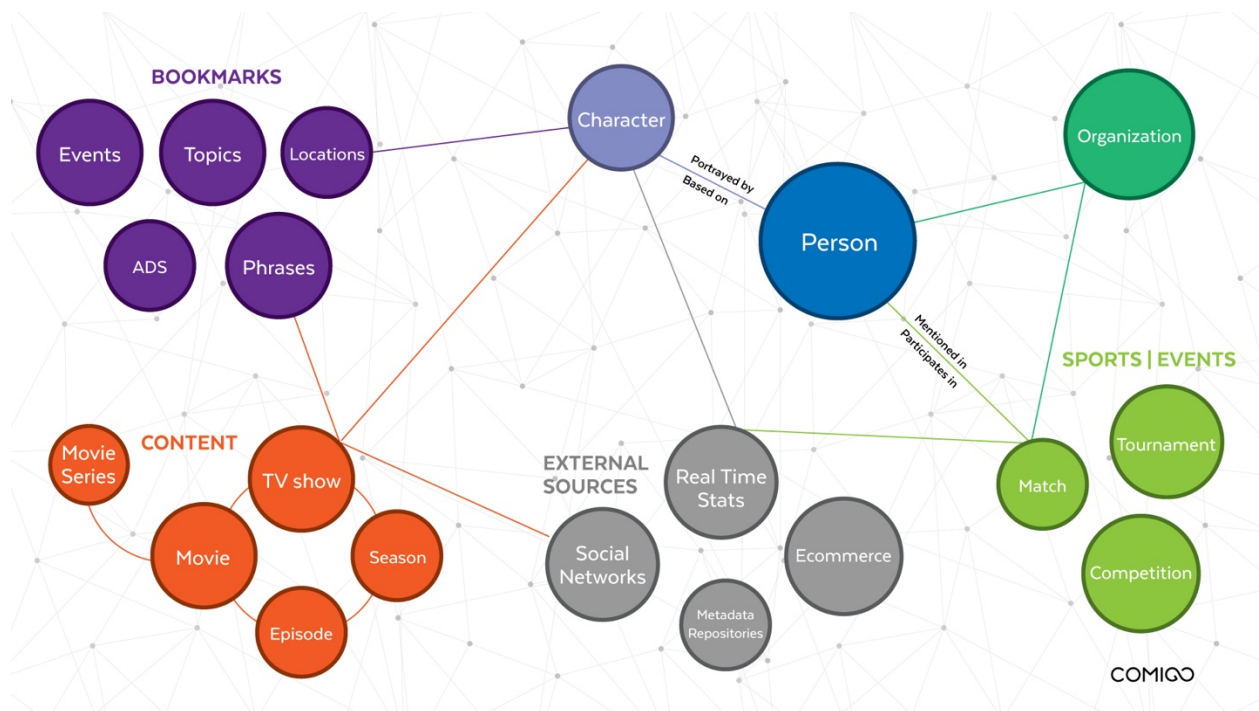 BOOKMARKS
Events
Topics
Locations
ADS
Phrases
Character
Portrayed by
Based on
Person
Organization
Mentioned in
Participates in
SPORTS | EVENTS
Tournament
Match
Competition
CONTENT
Movie
Series
TV show
Movie
Season
Episode
EXTERNAL
SOURCES
Real Time
Stats
Social
Networks
Ecommerce
Metadata
Repositories
COMIGO